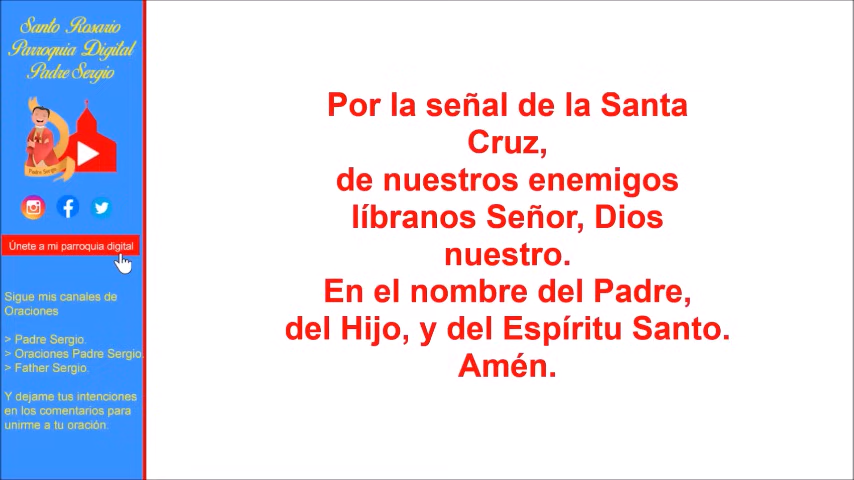 Santo Rosario
Parroquia Digital
Padre Sergio
Padre Sergio
Únete a mi parroquia digital
Sigue mis canales de
Oraciones
> Padre Sergio.
> Oraciones Padre Sergio.
> Father Sergio.
Y dejame tus intenciones
en los comentarios para
unirme a tu oración.
Por la señal de la Santa
Cruz,
de nuestros enemigos
líbranos Señor, Dios
nuestro.
En el nombre del Padre,
del Hijo, y del Espíritu Santo.
Amén.